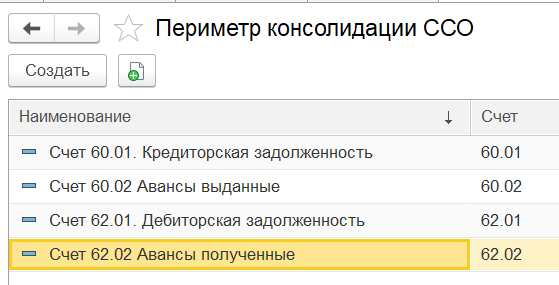 Периметр консолидации ССО
Создать
Наименование ↓ Счет
Счет 60.01. Кредиторская задолженность 60.01
Счет 60.02 Авансы выданные 60.02
Счет 62.01. Дебиторская задолженность 62.01
Счет 62.02 Авансы полученные 62.02